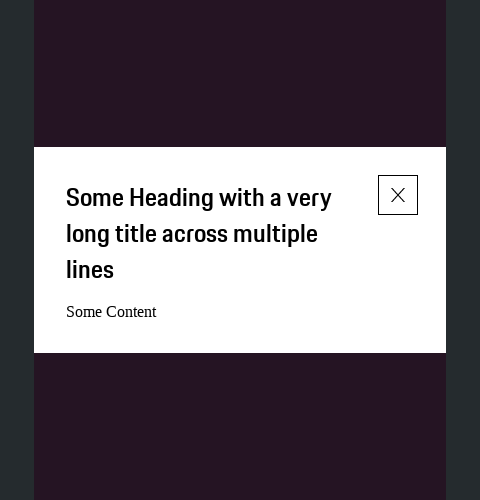 Some Heading with a very
long title across multiple
lines
Some Content